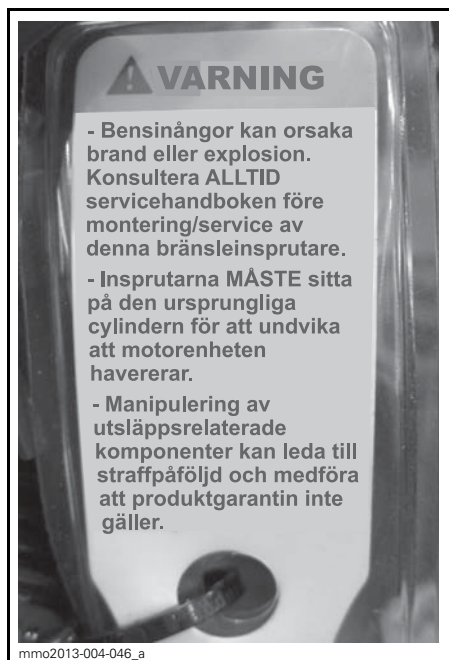 VARNING
- Bensinångor kan orsaka
brand eller explosion.
Konsultera ALLTID
servicehandboken före
montering/service av
denna bränsleinsprutare.
- Insprutarna MÅSTE sitta
på den ursprungliga
cylindern för att undvika
att motorenheten
havererar.
- Manipulering av
utsläppsrelaterade
komponenter kan leda till
straffpåföljd och medföra
att produktgarantin inte
gäller.
mmo2013-004-046_a